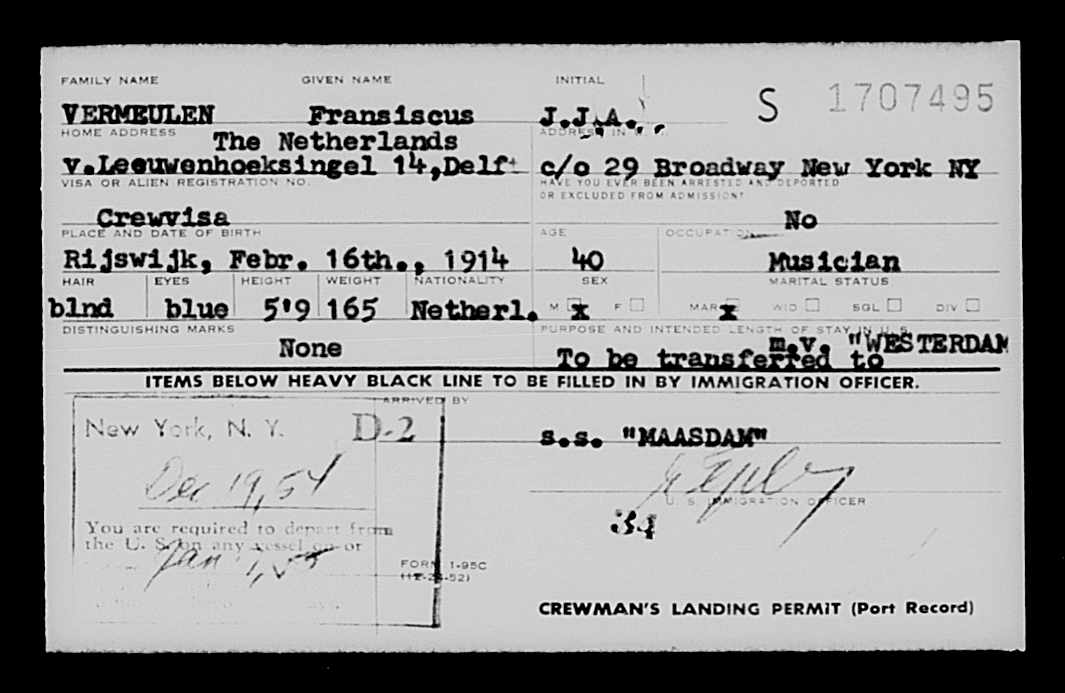 FAMILY NAME GIVEN NAME INITIAL
VERMEULEN Fransiscus J.J.A. S 1707495
HOME ADDRESS ADDRESS IN
The Netherlands
v.Leeuwenhoeksingel 14,Delft c/o 29 Broadway New York NY
VISA OR ALIEN REGISTRATION NO. HAVE YOU EVER BEEN ARRESTED AND DEPORTED
OR EXCLUDED FROM ADMISSION?
Crewvisa No
PLACE AND DATE OF BIRTH AGE OCCUPATION
Rijswijk, Febr. 16th., 1914 40 Musician
HAIR EYES HEIGHT WEIGHT NATIONALITY SEX MARITAL STATUS
blnd blue 5'9 165 Netherl. M x F MAR x WID SGL DIV
DISTINGUISHING MARKS PURPOSE AND INTENDED LENGTH OF STAY IN U.S.
m.v. "WESTERDAM
None To be transferred to
ITEMS BELOW HEAVY BLACK LINE TO BE FILLED IN BY IMMIGRATION OFFICER.
ARRIVED BY
New York, N. Y. D-2 s.s. "MAASDAM"
Dec 19, 54
U. S. IMMIGRATION OFFICER
34
You are required to depart from
the U. S. on any vessel on or
Jan 1, 55
FORM I-95C
CREWMAN'S LANDING PERMIT (Port Record)